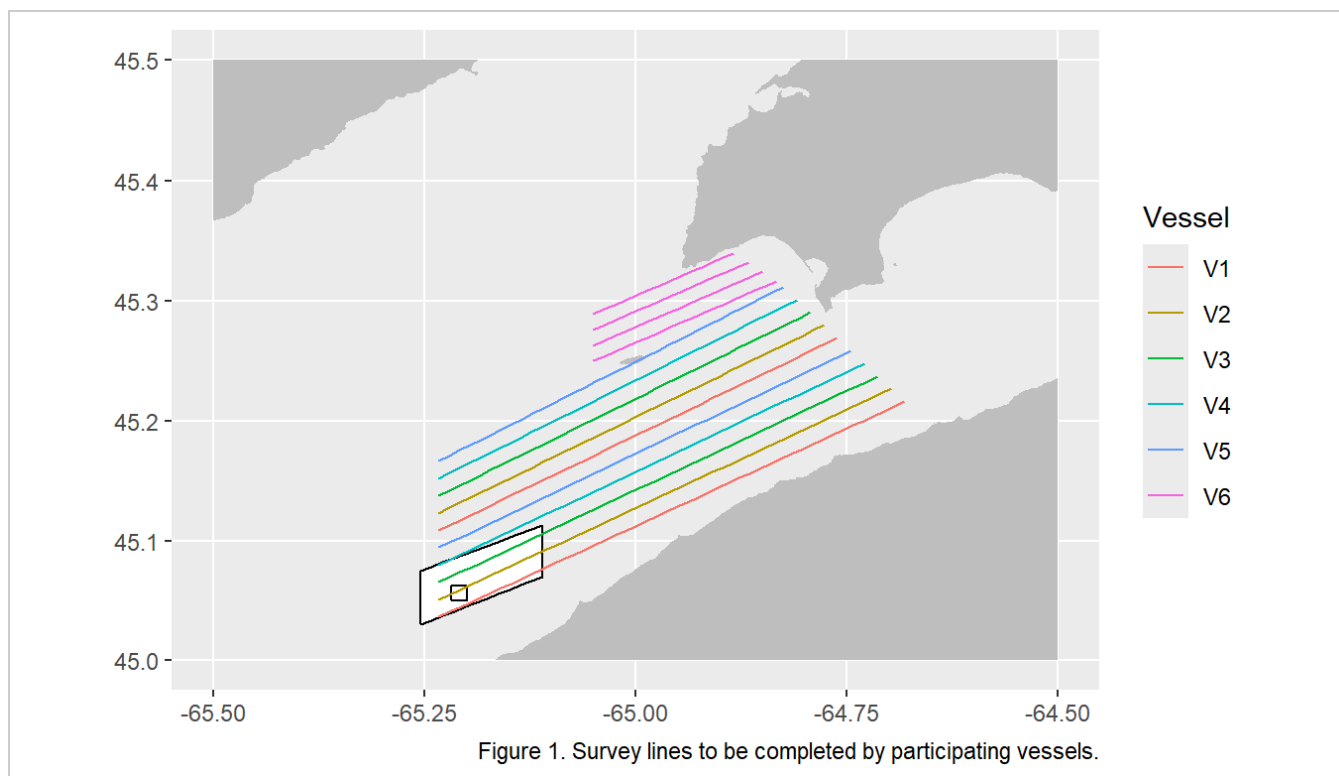 45.5
45.4
45.3
45.2
45.1
45.0
-65.50 -65.25 -65.00 -64.75 -64.50
Vessel
V1
V2
V3
V4
V5
V6
Figure 1. Survey lines to be completed by participating vessels.